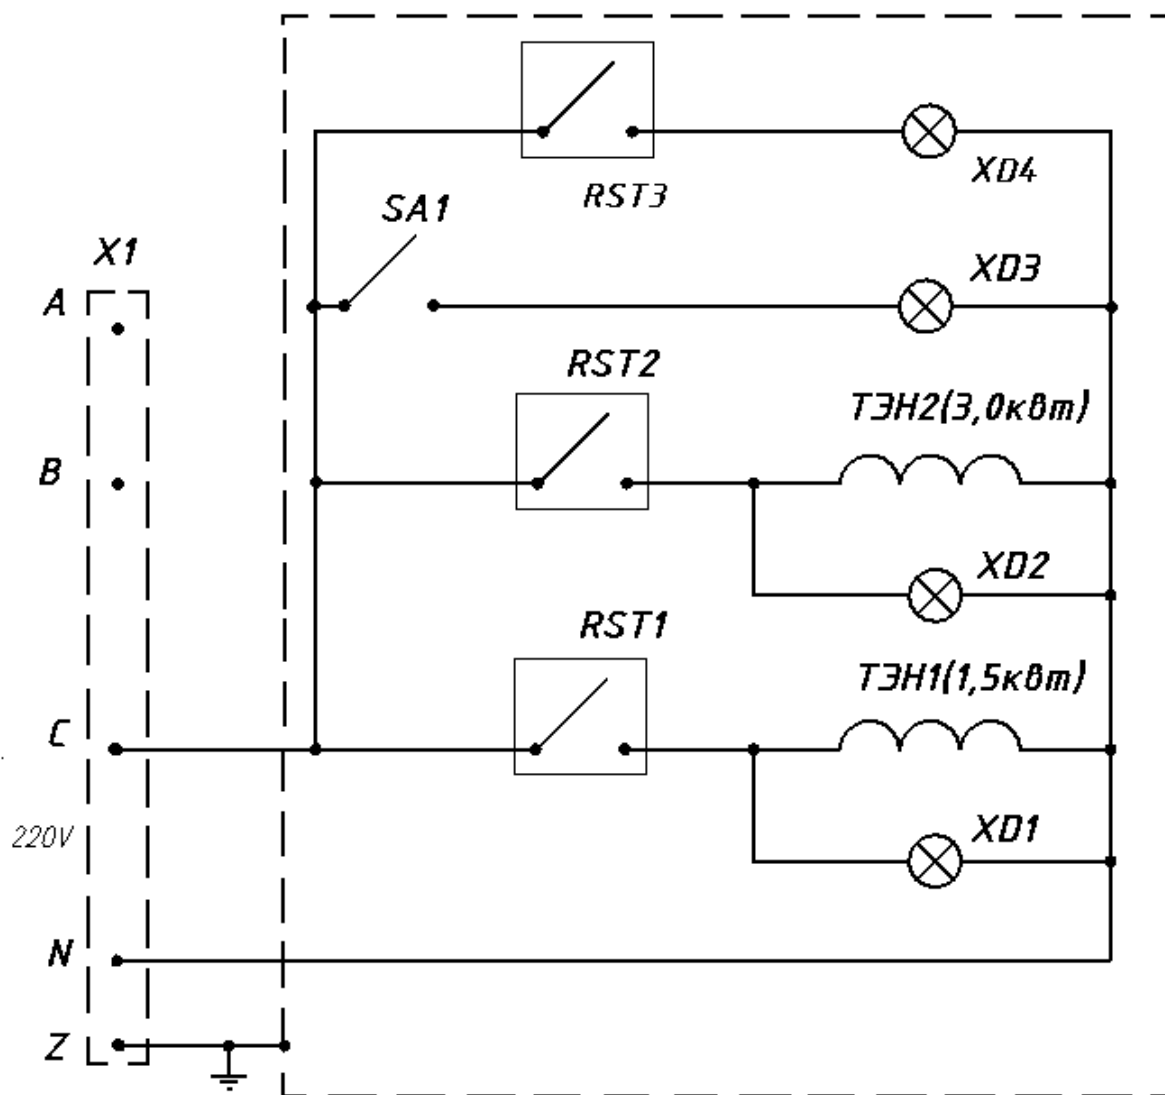 RST3
XD4
SA1
X1
XD3
A
RST2
ТЭН2(3,0квт)
B
XD2
RST1
ТЭН1(1,5квт)
C
220V
XD1
N
Z